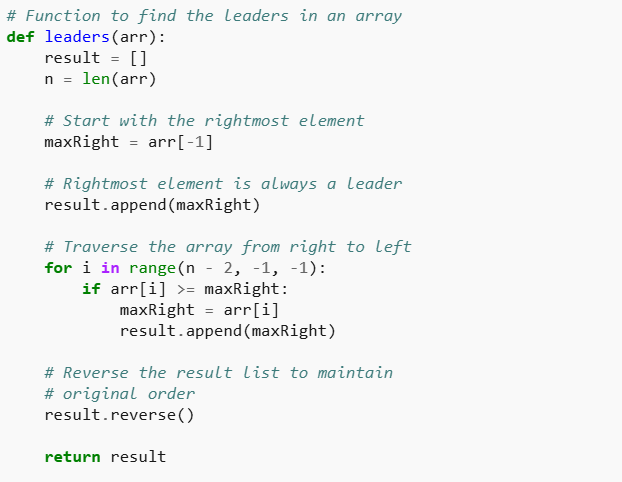 # Function to find the leaders in an array
def leaders(arr):
    result = []
    n = len(arr)

    # Start with the rightmost element
    maxRight = arr[-1]

    # Rightmost element is always a leader
    result.append(maxRight)

    # Traverse the array from right to left
    for i in range(n - 2, -1, -1):
        if arr[i] >= maxRight:
            maxRight = arr[i]
            result.append(maxRight)

    # Reverse the result list to maintain
    # original order
    result.reverse()

    return result